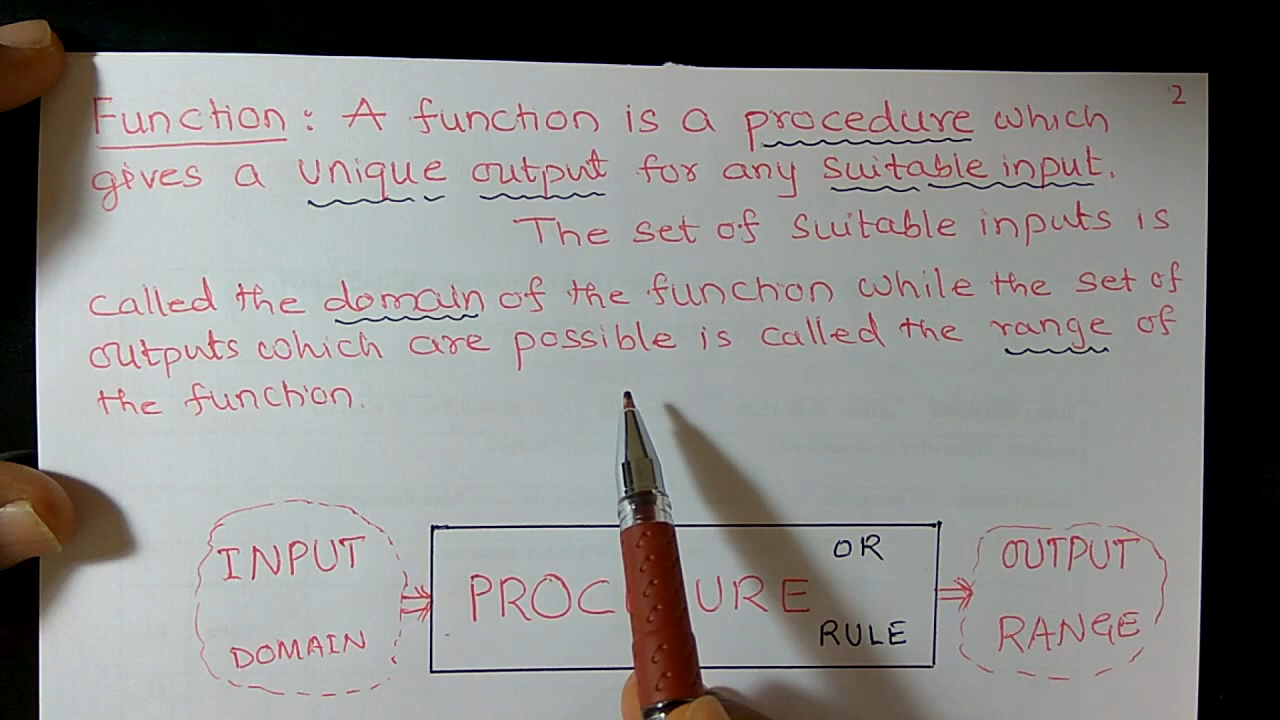 2
Function: A function is a procedure which
gives a unique output for any suitable input.
The set of suitable inputs is
called the domain of the function while the set of
outputs which are possible is called the range of
the function.
INPUT
DOMAIN
PROC URE
OR
RULE
OUTPUT
RANGE